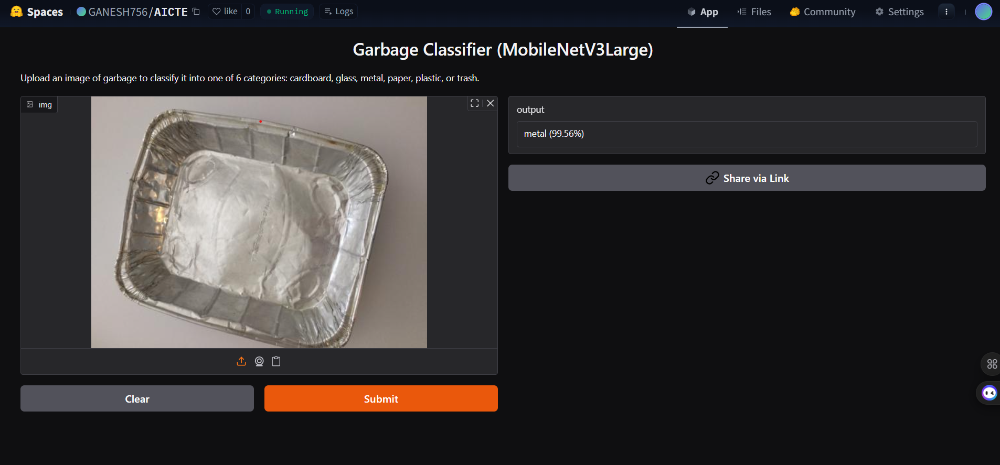 Spaces
GANESH756/AICTE
like 0
Running
Logs
App
Files
Community
Settings
Garbage Classifier (MobileNetV3Large)
Upload an image of garbage to classify it into one of 6 categories: cardboard, glass, metal, paper, plastic, or trash.
img
output
metal (99.56%)
Share via Link
Clear
Submit